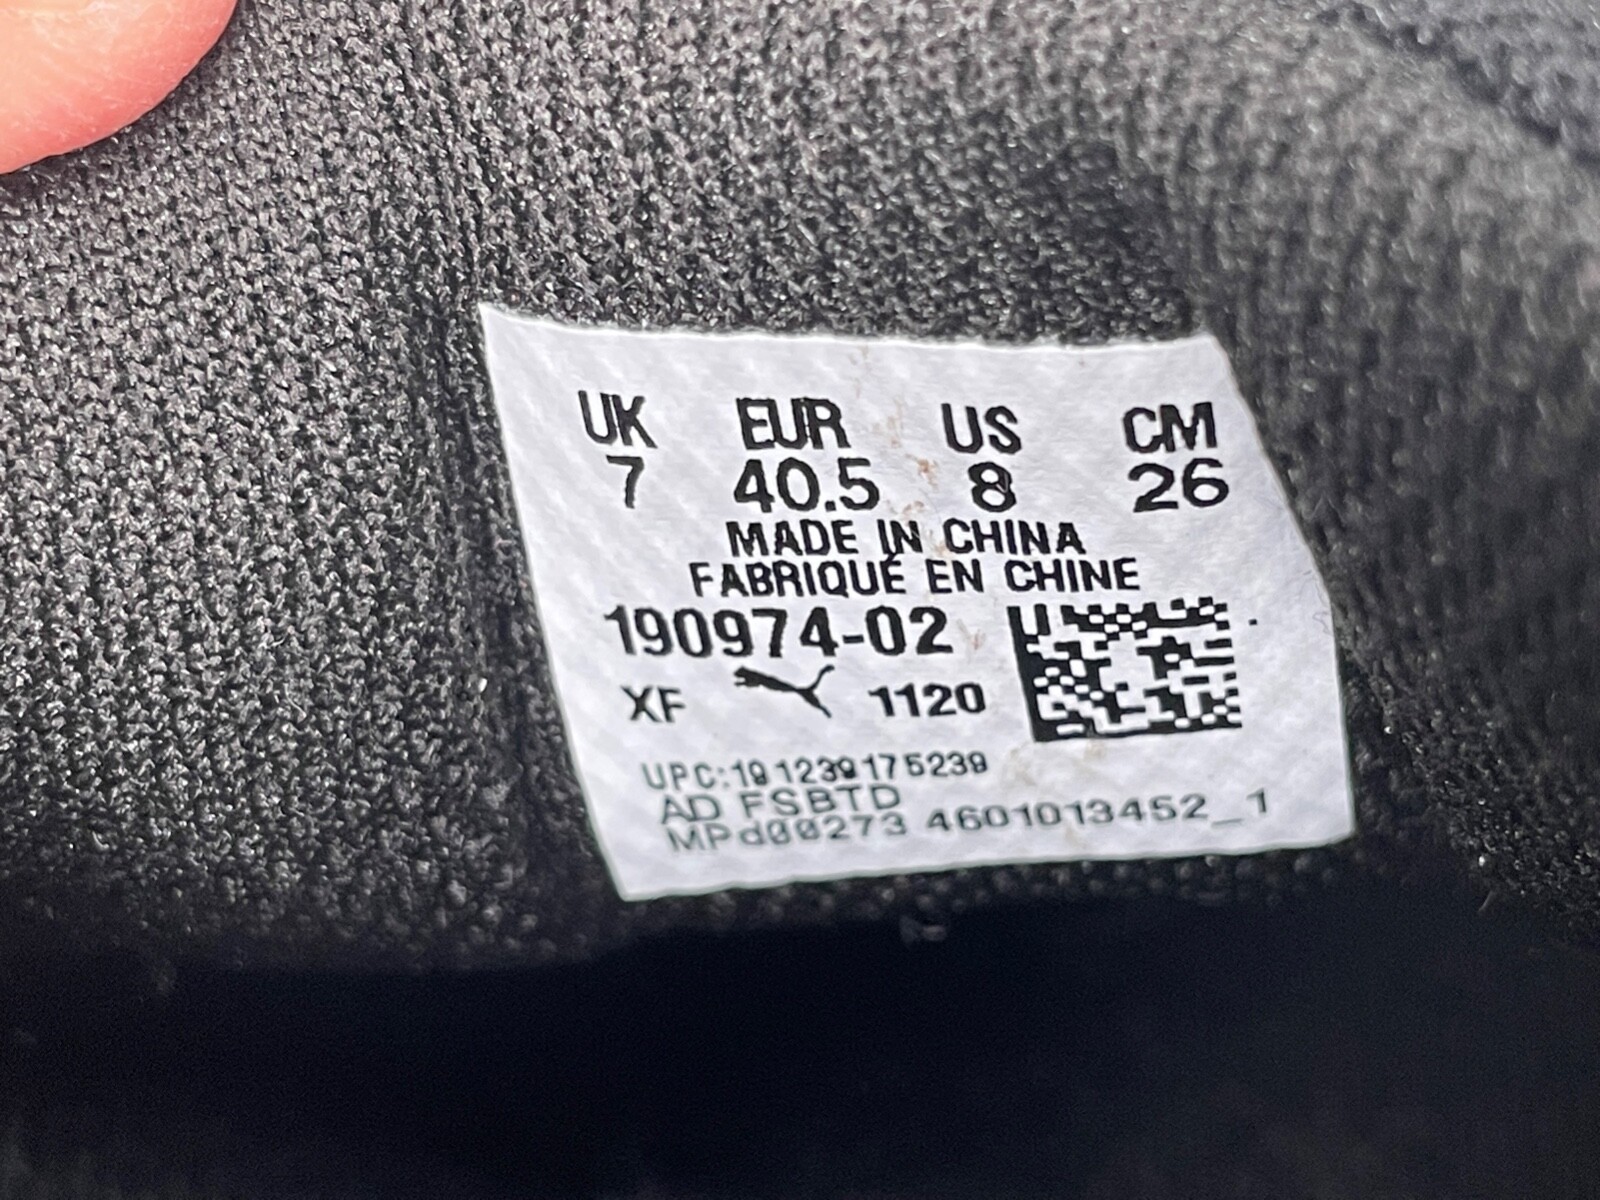 UK EUR US CM
7 40.5 8 26
MADE IN CHINA
FABRIQUÉ EN CHINE
190974-02
XF 1120
UPC:191239175239
AD FSBTD
MPd00273 4601013452_1